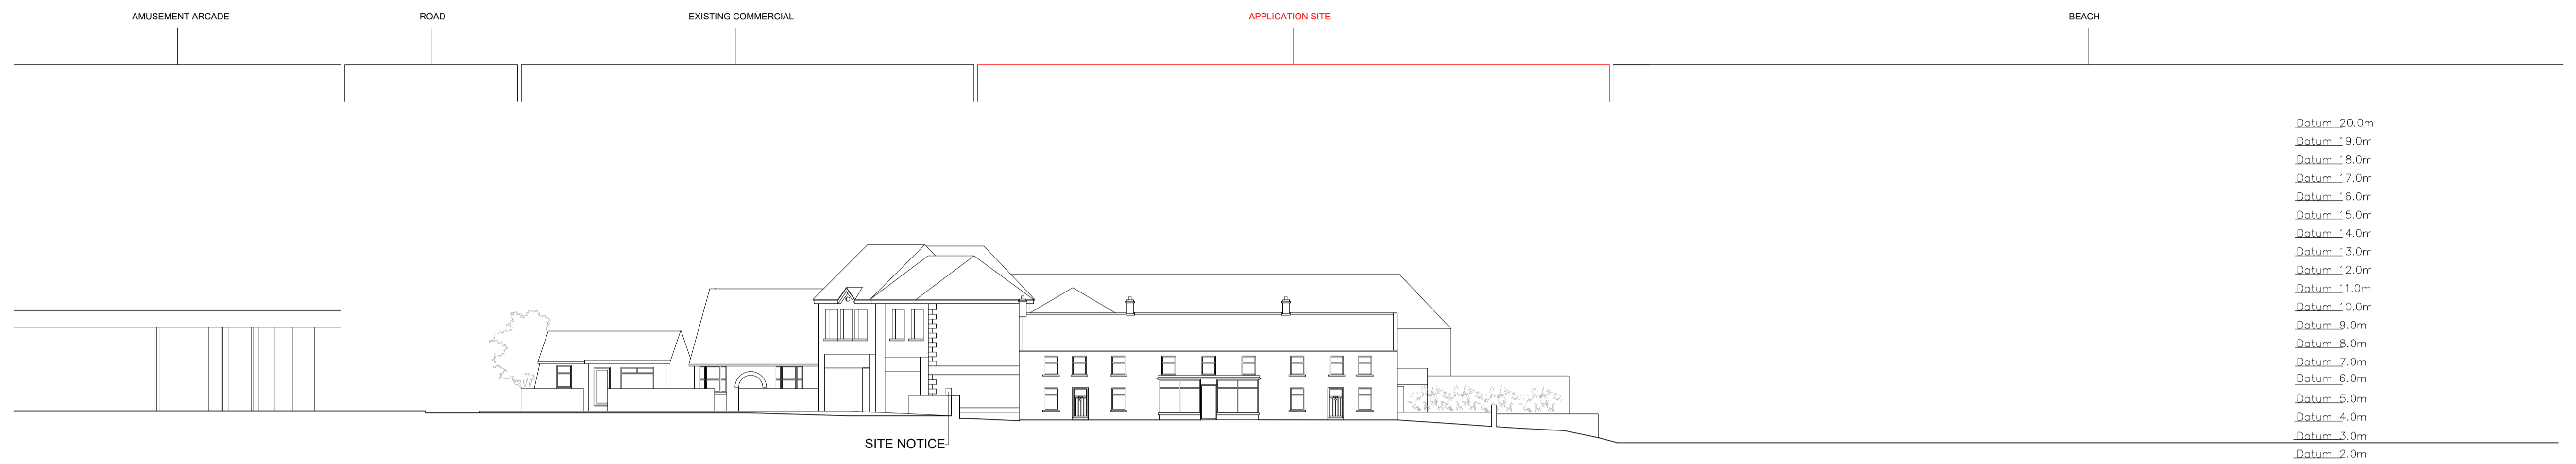 AMUSEMENT ARCADE
ROAD
EXISTING COMMERCIAL
APPLICATION SITE
BEACH
Datum 20.0m
Datum 19.0m
Datum 18.0m
Datum 17.0m
Datum 16.0m
Datum 15.0m
Datum 14.0m
Datum 13.0m
Datum 12.0m
Datum 11.0m
Datum 10.0m
Datum 9.0m
Datum 8.0m
Datum 7.0m
Datum 6.0m
Datum 5.0m
Datum 4.0m
Datum 3.0m
Datum 2.0m
SITE NOTICE